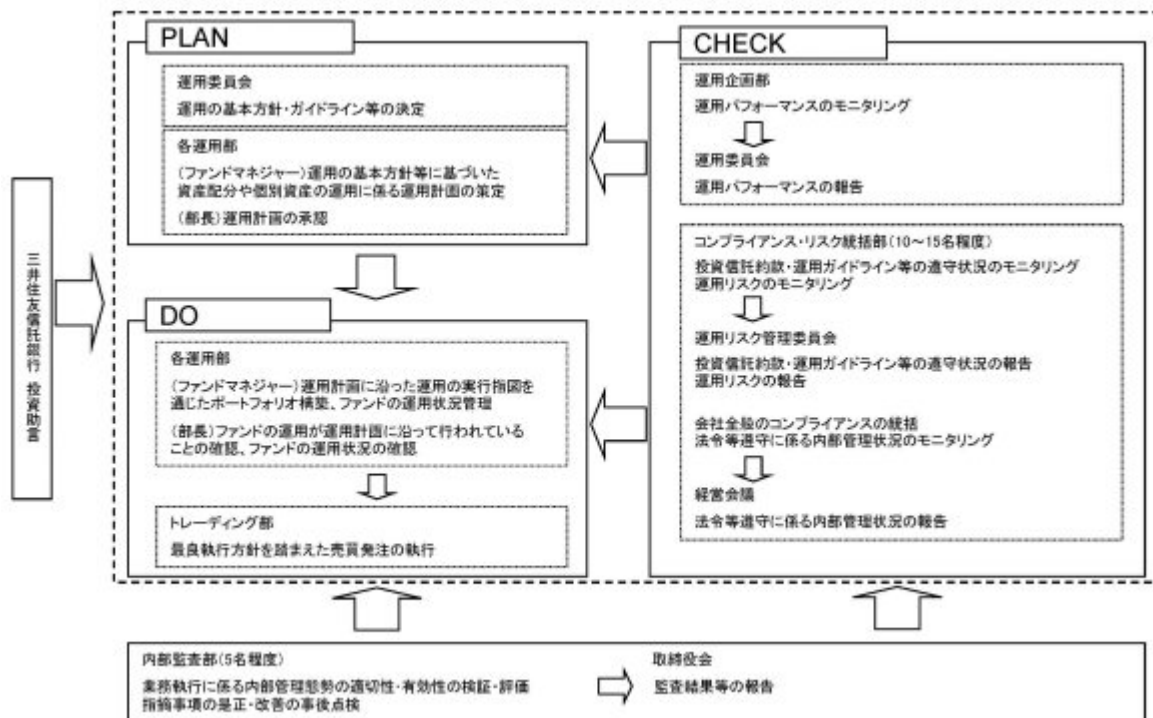 三井住友信託銀行 投資助言
PLAN
運用委員会
運用の基本方針・ガイドライン等の決定
各運用部
(ファンドマネジャー)運用の基本方針等に基づいた
資産配分や個別資産の運用に係る運用計画の策定
(部長)運用計画の承認
DO
各運用部
(ファンドマネジャー)運用計画に沿った運用の実行指図を
通じたポートフォリオ構築、ファンドの運用状況管理
(部長)ファンドの運用が運用計画に沿って行われている
ことの確認、ファンドの運用状況の確認
トレーディング部
最良執行方針を踏まえた売買発注の執行
CHECK
運用企画部
運用パフォーマンスのモニタリング
運用委員会
運用パフォーマンスの報告
コンプライアンス・リスク統括部(10～15名程度)
投資信託約款・運用ガイドライン等の遵守状況のモニタリング
運用リスクのモニタリング
運用リスク管理委員会
投資信託約款・運用ガイドライン等の遵守状況の報告
運用リスクの報告
会社全般のコンプライアンスの統括
法令等遵守に係る内部管理状況のモニタリング
経営会議
法令等遵守に係る内部管理状況の報告
内部監査部(5名程度)
業務執行に係る内部管理態勢の適切性・有効性の検証・評価
指摘事項の是正・改善の事後点検
取締役会
監査結果等の報告